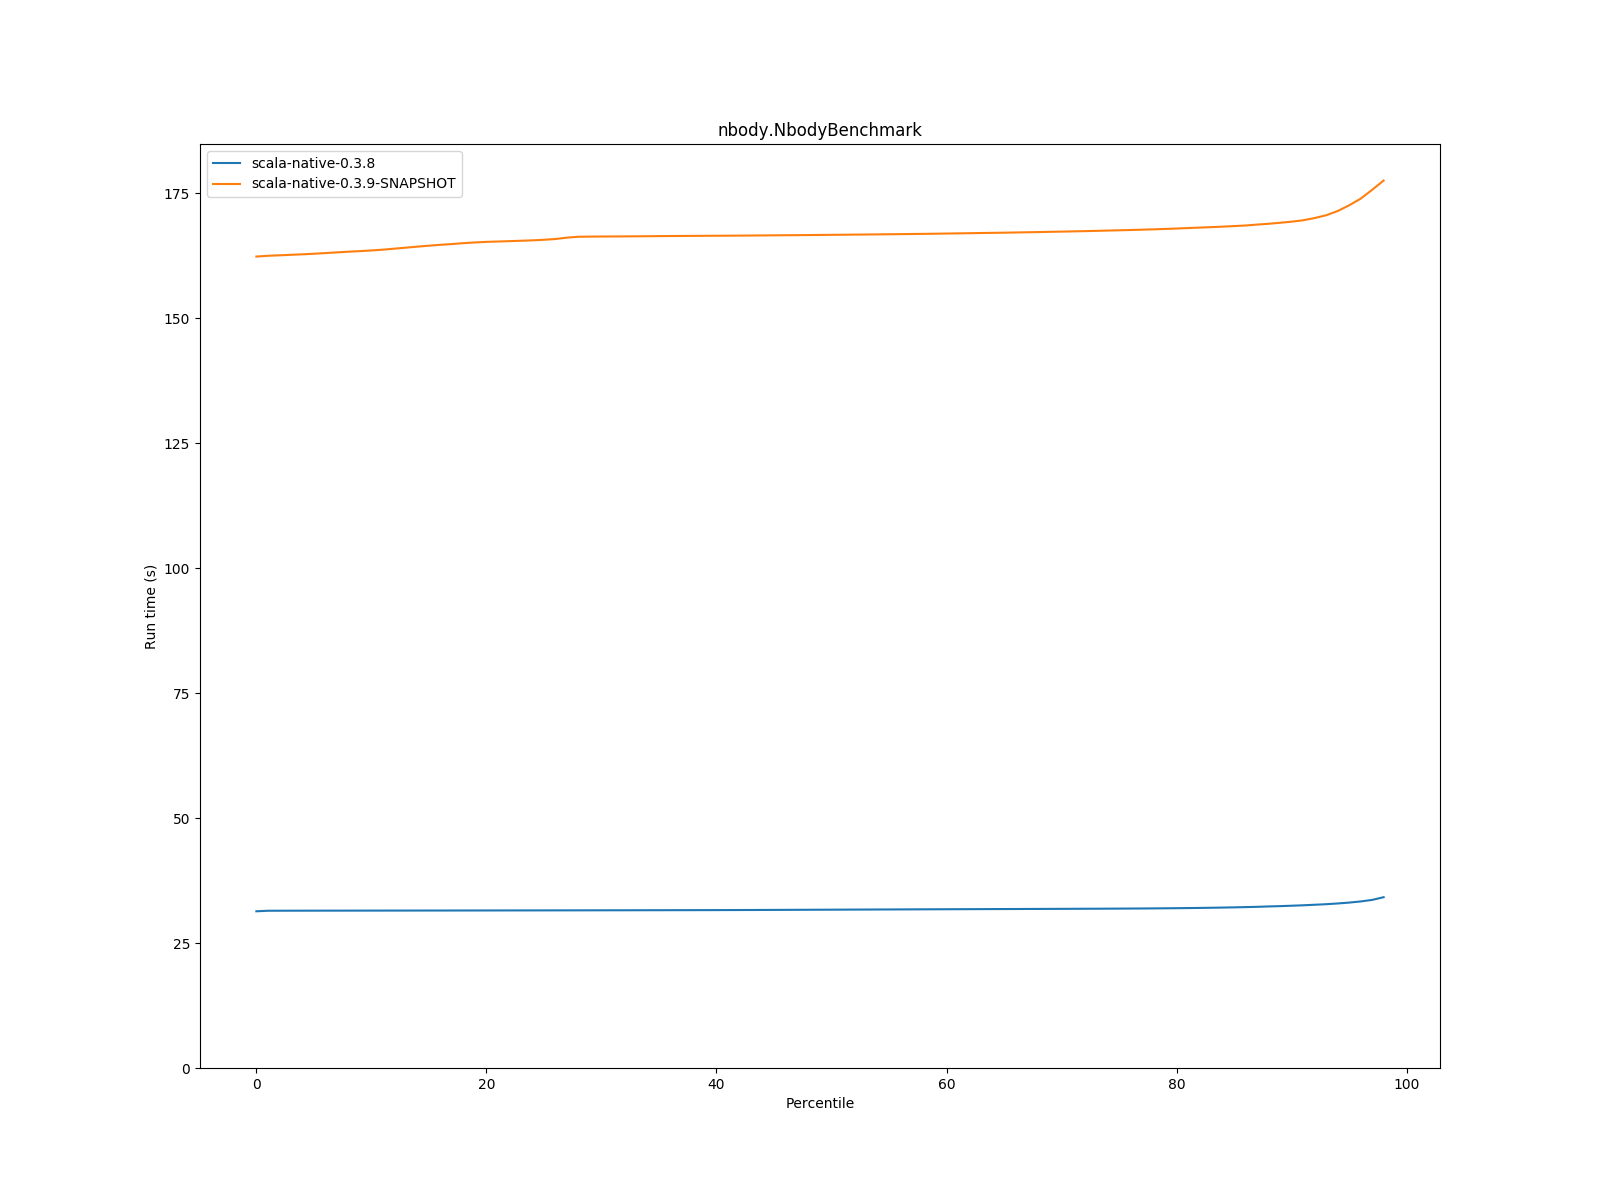 nbody.NbodyBenchmark
scala-native-0.3.8
scala-native-0.3.9-SNAPSHOT
175
150
125
100
75
50
25
0
Run time (s)
0 20 40 60 80 100
Percentile